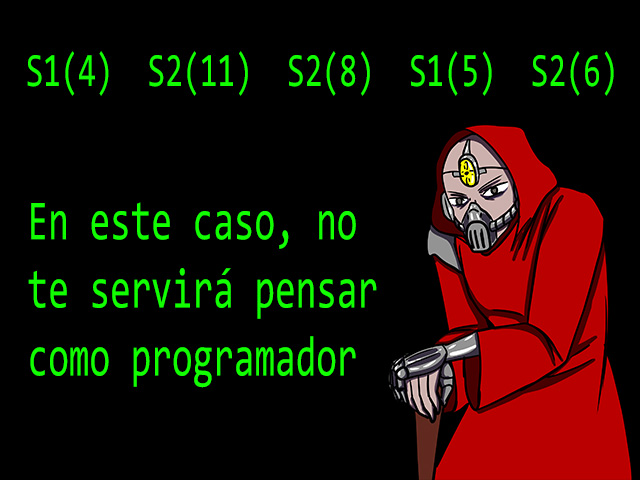 S1(4) S2(11) S2(8) S1(5) S2(6)
En este caso, no
te servirá pensar
como programador